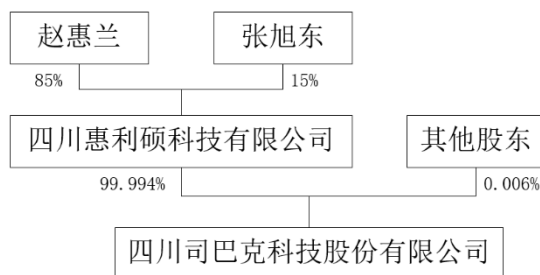 赵惠兰
张旭东
85%
15%
四川惠利硕科技有限公司
其他股东
99.994%
0.006%
四川司巴克科技股份有限公司